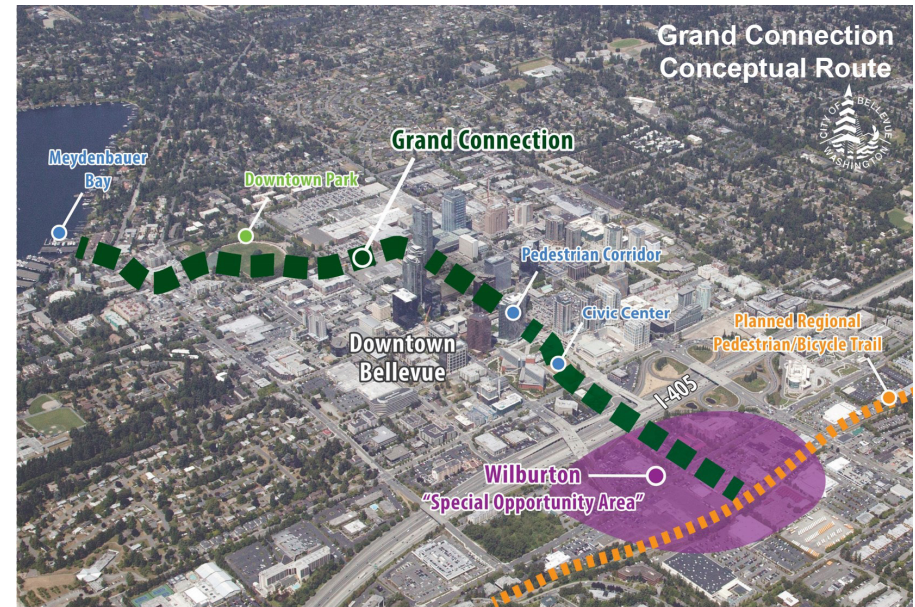 Grand Connection
Conceptual Route
CITY OF BELLEVUE
WASHINGTON
Grand Connection
Meydenbauer
Bay
Downtown Park
Pedestrian Corridor
Civic Center
Planned Regional
Pedestrian/Bicycle Trail
Downtown
Bellevue
I-405
Wilburton
"Special Opportunity Area"